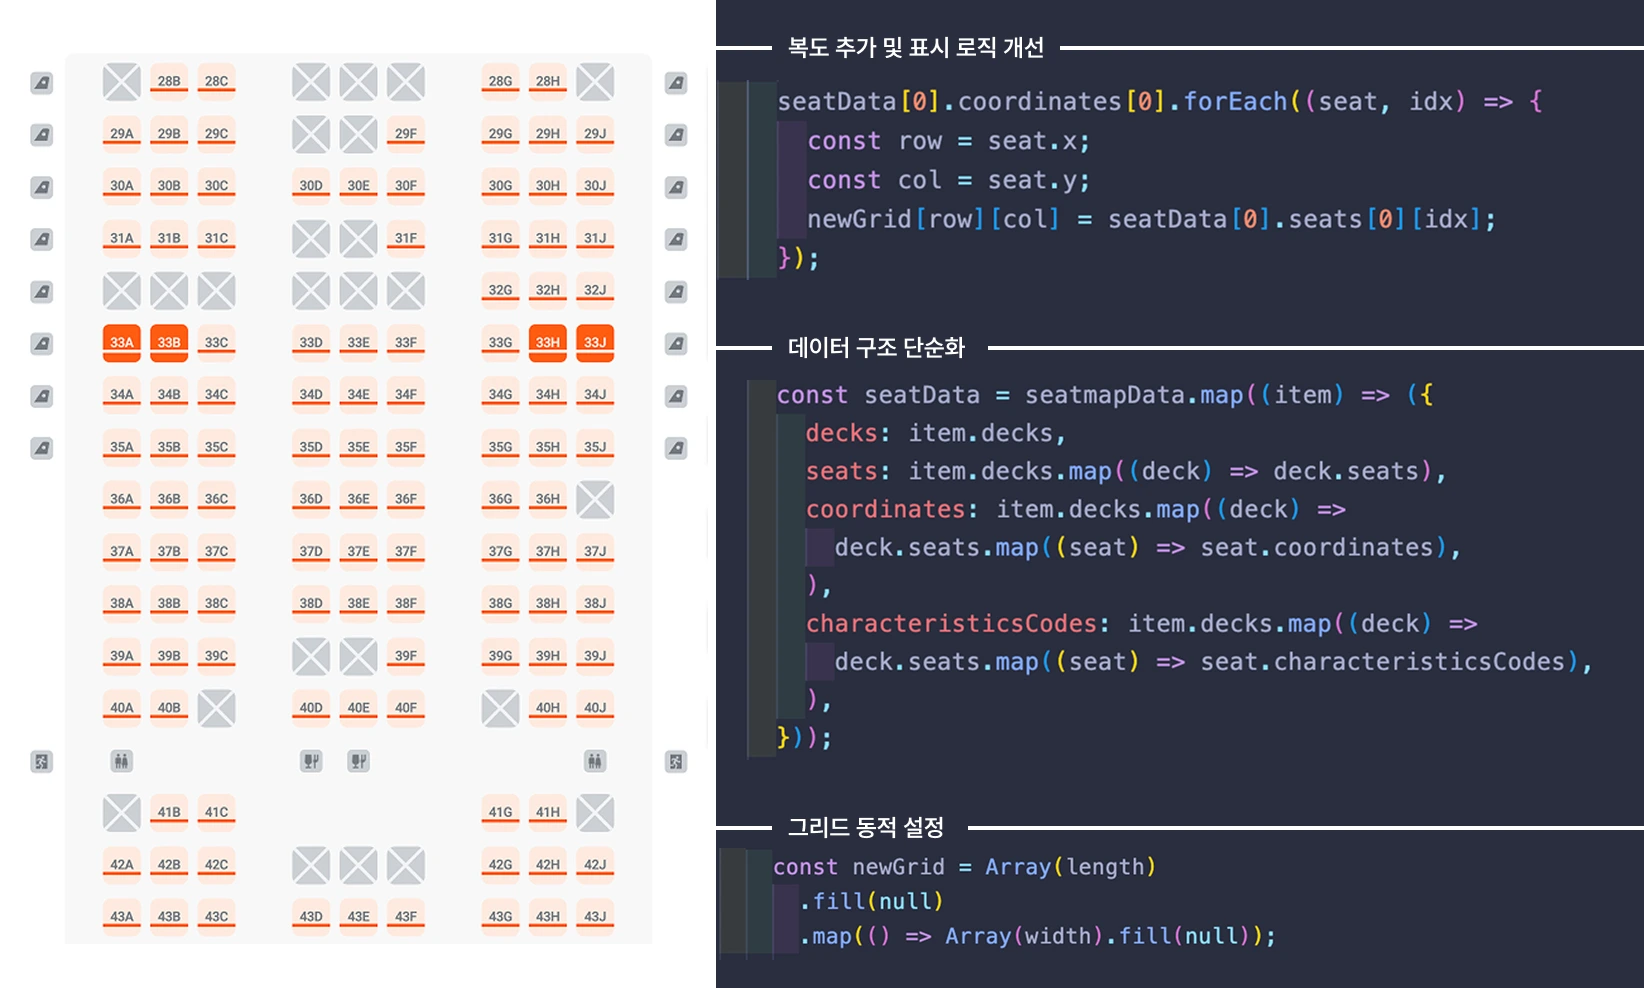 28B 28C 28G 28H
29A 29B 29C 29F 29G 29H 29J
30A 30B 30C 30D 30E 30F 30G 30H 30J
31A 31B 31C 31F 31G 31H 31J
32G 32H 32J
33A 33B 33C 33D 33E 33F 33G 33H 33J
34A 34B 34C 34D 34E 34F 34G 34H 34J
35A 35B 35C 35D 35E 35F 35G 35H 35J
36A 36B 36C 36D 36E 36F 36G 36H
37A 37B 37C 37D 37E 37F 37G 37H 37J
38A 38B 38C 38D 38E 38F 38G 38H 38J
39A 39B 39C 39F 39G 39H 39J
40A 40B 40D 40E 40F 40H 40J
41B 41C 41G 41H
42A 42B 42C 42G 42H 42J
43A 43B 43C 43D 43E 43F 43G 43H 43J
복도 추가 및 표시 로직 개선
seatData[0].coordinates[0].forEach((seat, idx) => {
const row = seat.x;
const col = seat.y;
newGrid[row][col] = seatData[0].seats[0][idx];
});
데이터 구조 단순화
const seatData = seatmapData.map((item) => ({
decks: item.decks,
seats: item.decks.map((deck) => deck.seats),
coordinates: item.decks.map((deck) =>
deck.seats.map((seat) => seat.coordinates),
),
characteristicsCodes: item.decks.map((deck) =>
deck.seats.map((seat) => seat.characteristicsCodes),
),
}));
그리드 동적 설정
const newGrid = Array(length)
.fill(null)
.map(() => Array(width).fill(null));